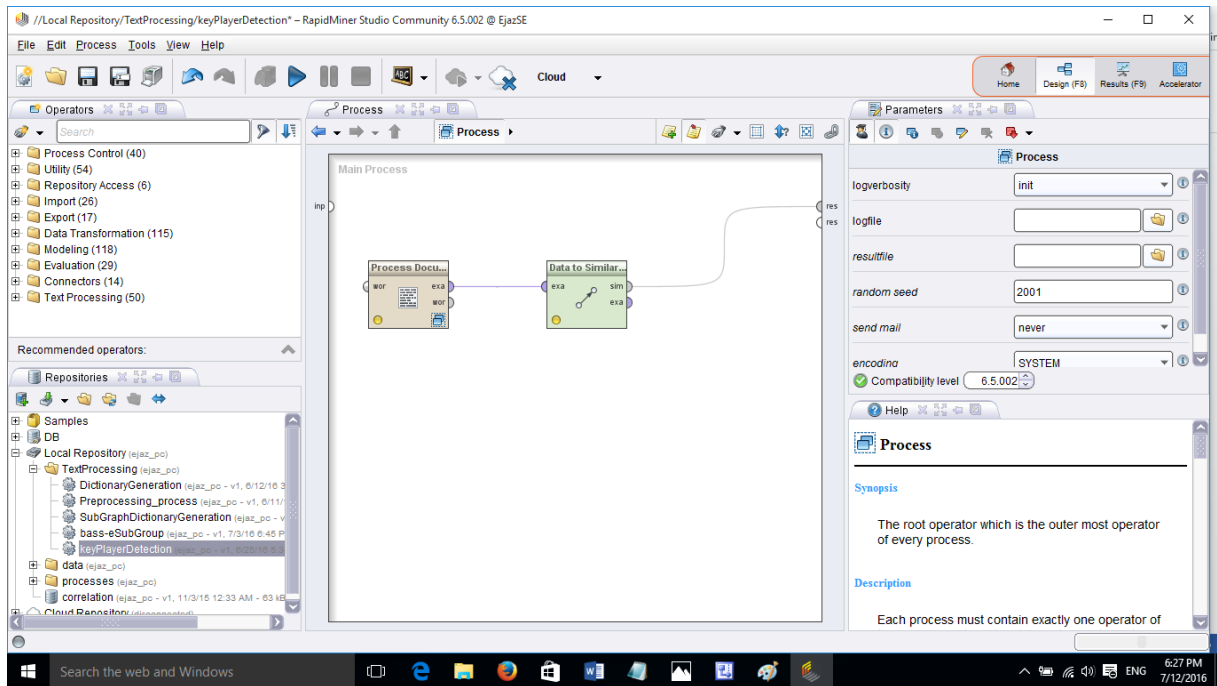 //Local Repository/TextProcessing/keyPlayerDetection* – RapidMiner Studio Community 6.5.002 @ EjazSE
File Edit Process Tools View Help
Cloud
Home
Design (F8)
Results (F9)
Accelerator
Operators
Search
Process Control (40)
Utility (54)
Repository Access (6)
Import (26)
Export (17)
Data Transformation (115)
Modeling (118)
Evaluation (29)
Connectors (14)
Text Processing (50)
Recommended operators:
Repositories
Samples
DB
Local Repository (ejaz_pc)
TextProcessing (ejaz_pc)
DictionaryGeneration (ejaz_pc - v1, 6/12/16 3
Preprocessing_process (ejaz_pc - v1, 6/11/
SubGraphDictionaryGeneration (ejaz_pc - v
bass-eSubGroup (ejaz_pc - v1, 7/3/16 6:45 P
keyPlayerDetection
data (ejaz_pc)
processes (ejaz_pc)
correlation (ejaz_pc - v1, 11/3/15 12:33 AM - 63 kB
Cloud Repository (disconnected)
Process
Process
Main Process
inp
res
res
Process Docu...
wor
exa
wor
Data to Similar...
exa
sim
exa
Parameters
Process
logverbosity
init
logfile
resultfile
random seed
2001
send mail
never
encoding
SYSTEM
Compatibility level
6.5.002
Help
Process
Synopsis
The root operator which is the outer most operator
of every process.
Description
Each process must contain exactly one operator of
Search the web and Windows
ENG
6:27 PM
7/12/2016